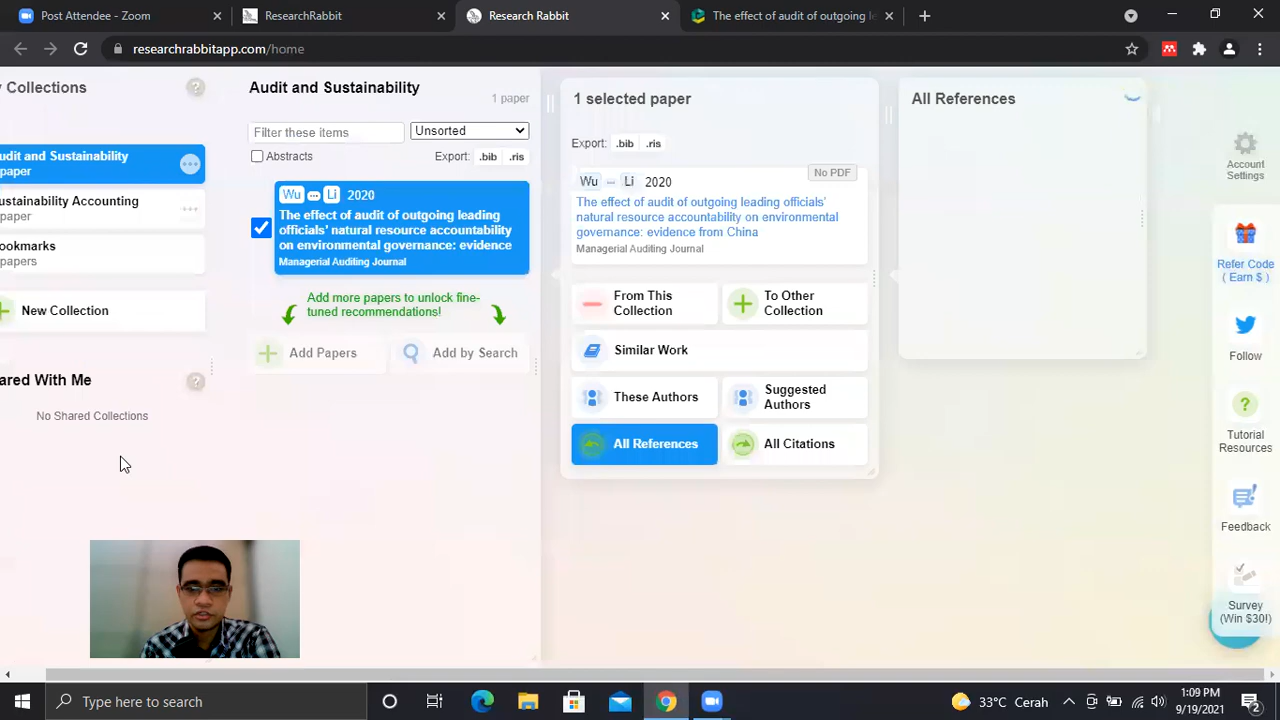 Post Attendee - Zoom
ResearchRabbit
Research Rabbit
The effect of audit of outgoing le
researchrabbitapp.com/home
y Collections
?
udit and Sustainability
paper
ustainability Accounting
paper
ookmarks
papers
New Collection
ared With Me
?
No Shared Collections
Audit and Sustainability
1 paper
Filter these items
Unsorted
Abstracts
Export: .bib .ris
Wu Li 2020
The effect of audit of outgoing leading
officials' natural resource accountability
on environmental governance: evidence
Managerial Auditing Journal
Add more papers to unlock fine-
tuned recommendations!
Add Papers
Add by Search
1 selected paper
Export: .bib .ris
No PDF
Wu Li 2020
The effect of audit of outgoing leading officials'
natural resource accountability on environmental
governance: evidence from China
Managerial Auditing Journal
From This
Collection
To Other
Collection
Similar Work
These Authors
Suggested
Authors
All References
All Citations
All References
Account
Settings
Refer Code
( Earn $ )
Follow
?
Tutorial
Resources
Feedback
Survey
(Win $30!)
Type here to search
33°C Cerah
1:09 PM
9/19/2021
2